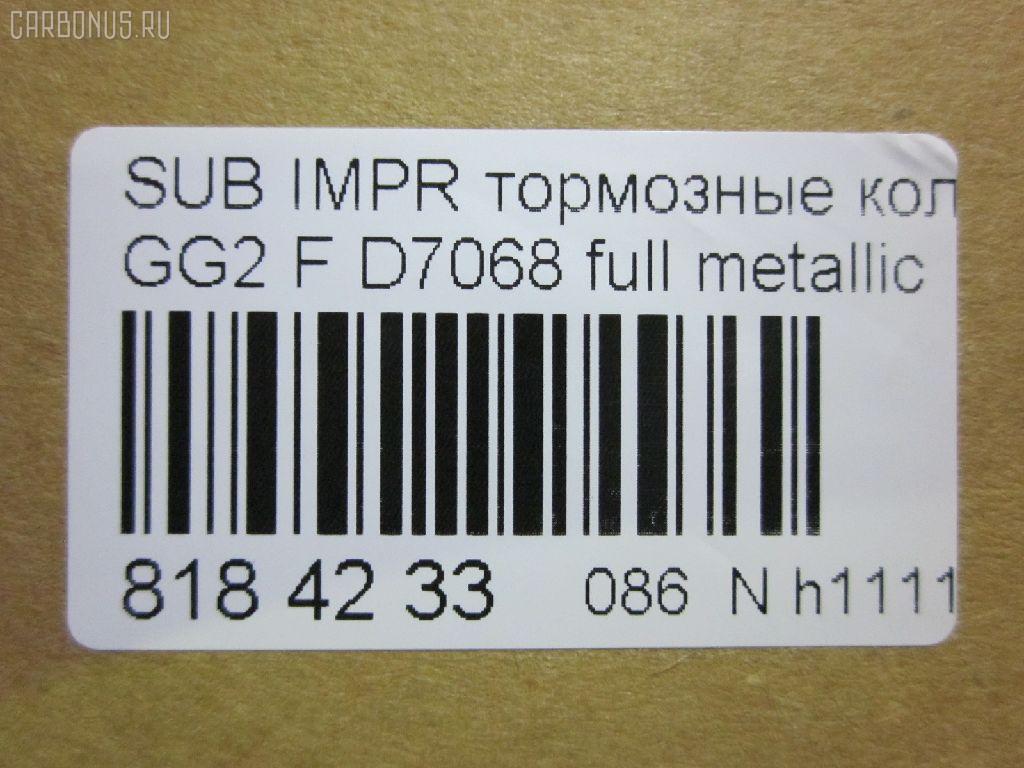 CARBONUS.RU
SUB IMPR тормозные кол
GG2 F D7068 full metallic
818 42 33 086 N h1111